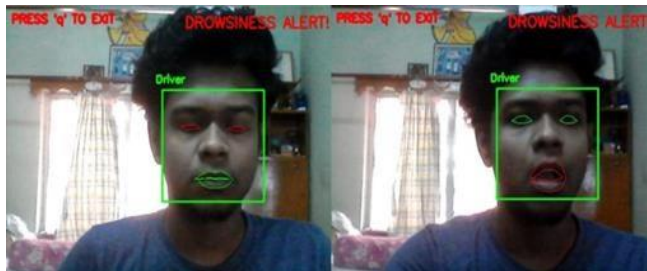 PRESS 'q' TO EXIT
DROWSINESS ALERT!
Driver
PRESS 'q' TO EXIT
DROWSINESS ALERT
Driver